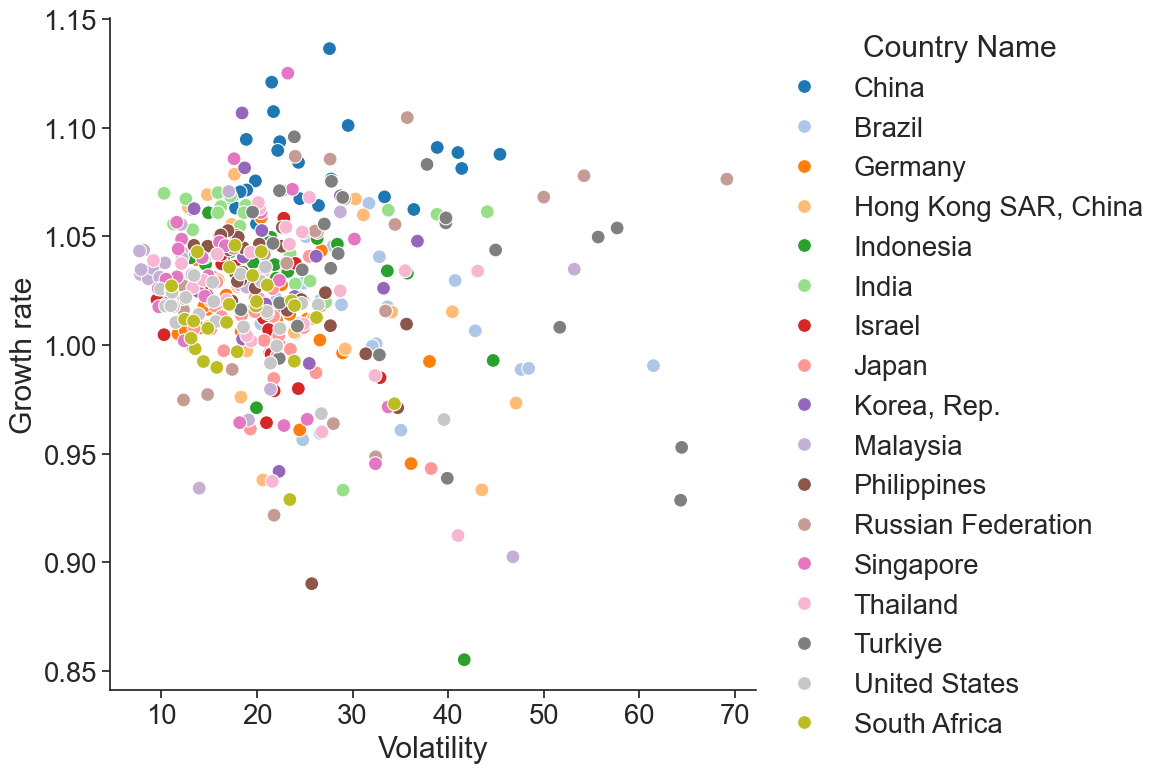 1.15
1.10
1.05
1.00
0.95
0.90
0.85
Growth rate
10 20 30 40 50 60 70
Volatility
Country Name
China
Brazil
Germany
Hong Kong SAR, China
Indonesia
India
Israel
Japan
Korea, Rep.
Malaysia
Philippines
Russian Federation
Singapore
Thailand
Turkiye
United States
South Africa